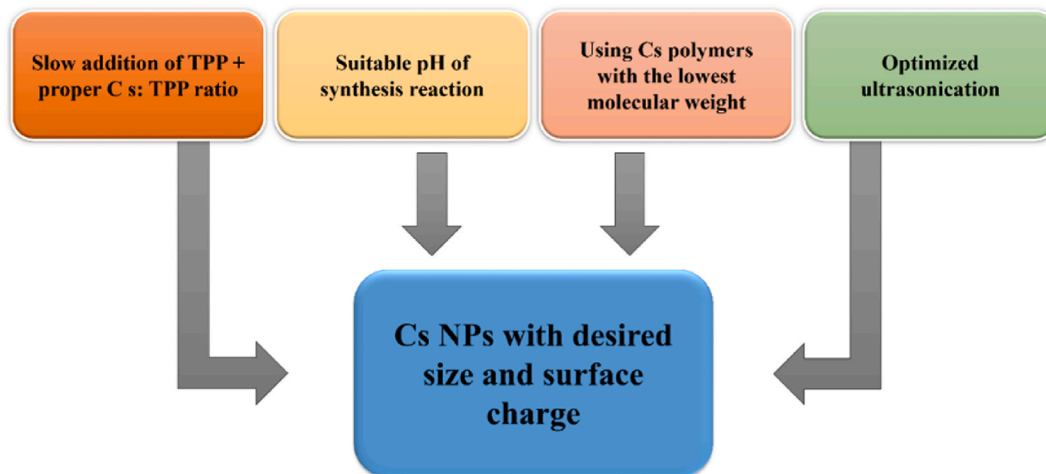 Slow addition of TPP +
proper C s: TPP ratio
Suitable pH of
synthesis reaction
Using Cs polymers
with the lowest
molecular weight
Optimized
ultrasonication
Cs NPs with desired
size and surface
charge